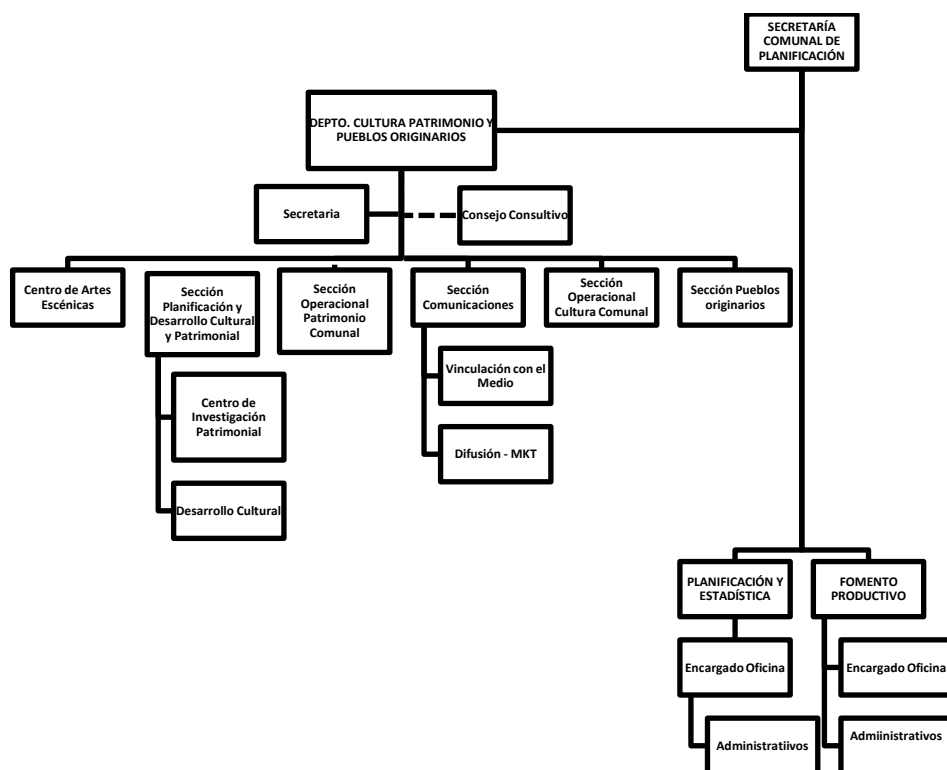 SECRETARÍA
COMUNAL DE
PLANIFICACIÓN
DEPTO. CULTURA PATRIMONIO Y
PUEBLOS ORIGINARIOS
Secretaria
Consejo Consultivo
Centro de Artes
Escénicas
Sección
Planificación y
Desarrollo Cultural
y Patrimonial
Sección
Operacional
Patrimonio
Comunal
Sección
Comunicaciones
Sección
Operacional
Cultura Comunal
Sección Pueblos
originarios
Centro de
Investigación
Patrimonial
Desarrollo Cultural
Vinculación con el
Medio
Difusión - MKT
PLANIFICACIÓN Y
ESTADÍSTICA
FOMENTO
PRODUCTIVO
Encargado Oficina
Encargado Oficina
Administratiivos
Admiinistrativos